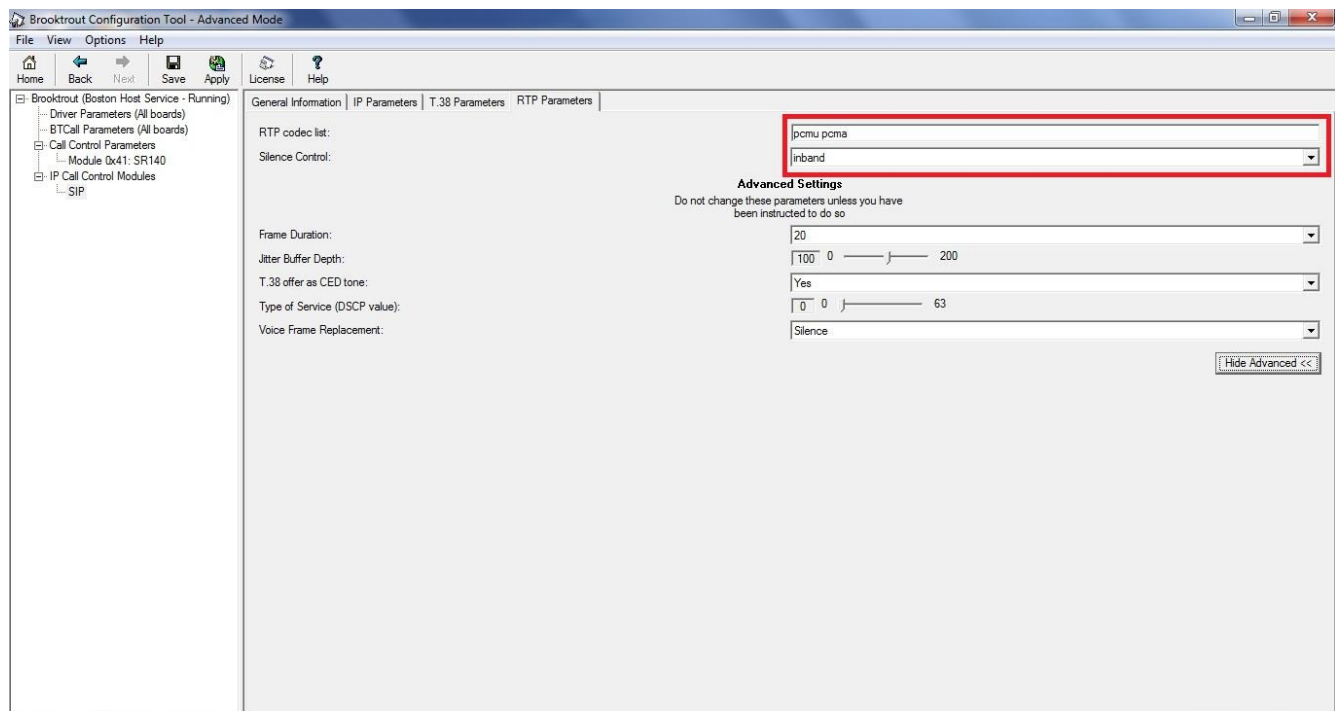 Brooktrout Configuration Tool - Advanced Mode
File View Options Help
Home Back Next Save Apply License Help
Brooktrout (Boston Host Service - Running)
Driver Parameters (All boards)
BTCall Parameters (All boards)
Call Control Parameters
Module 0x41: SR140
IP Call Control Modules
SIP
General Information IP Parameters T.38 Parameters RTP Parameters
RTP codec list: pcmu pcma
Silence Control: inband
Advanced Settings
Do not change these parameters unless you have
been instructed to do so
Frame Duration: 20
Jitter Buffer Depth: 100 0 200
T.38 offer as CED tone: Yes
Type of Service (DSCP value): 0 0 63
Voice Frame Replacement: Silence
Hide Advanced <<